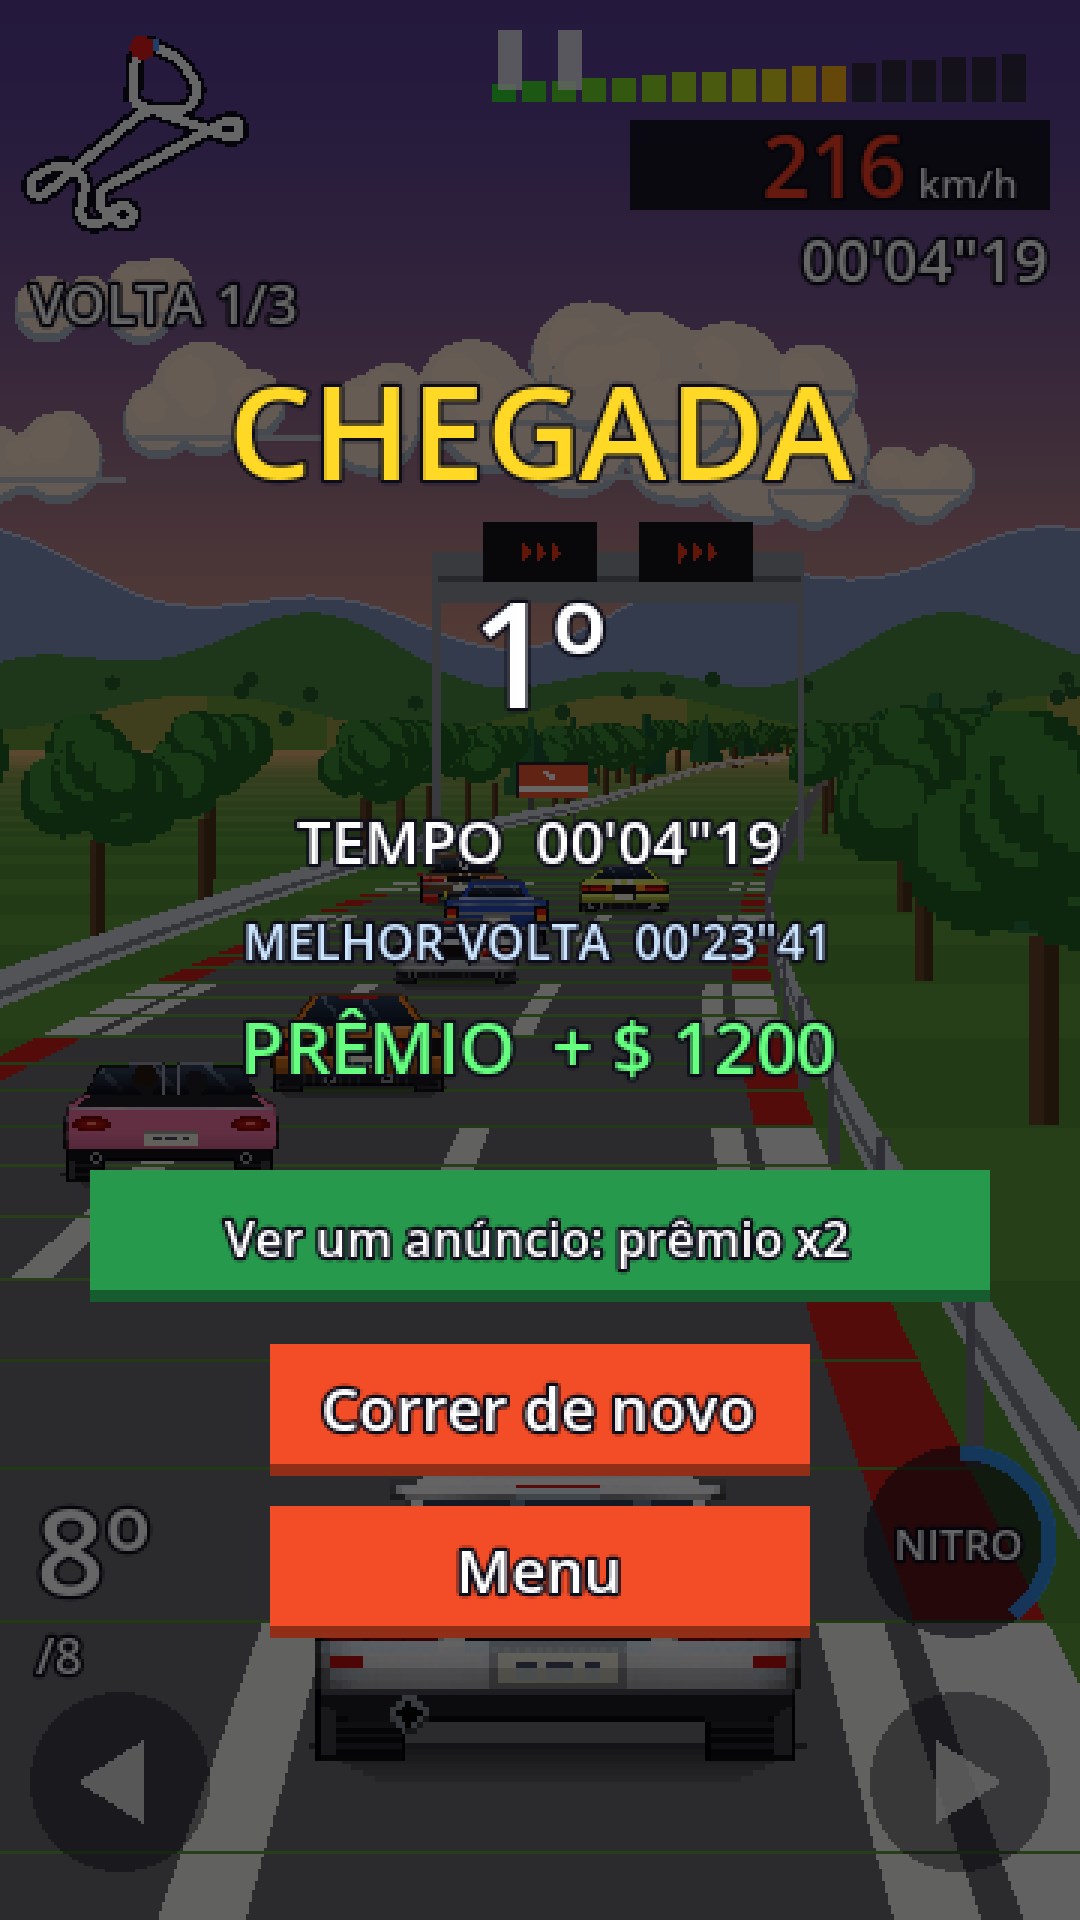 216 km/h
00'04"19
VOLTA 1/3
CHEGADA
1º
TEMPO 00'04"19
MELHOR VOLTA 00'23"41
PRÊMIO + $ 1200
Ver um anúncio: prêmio x2
Correr de novo
Menu
8º
/8
NITRO